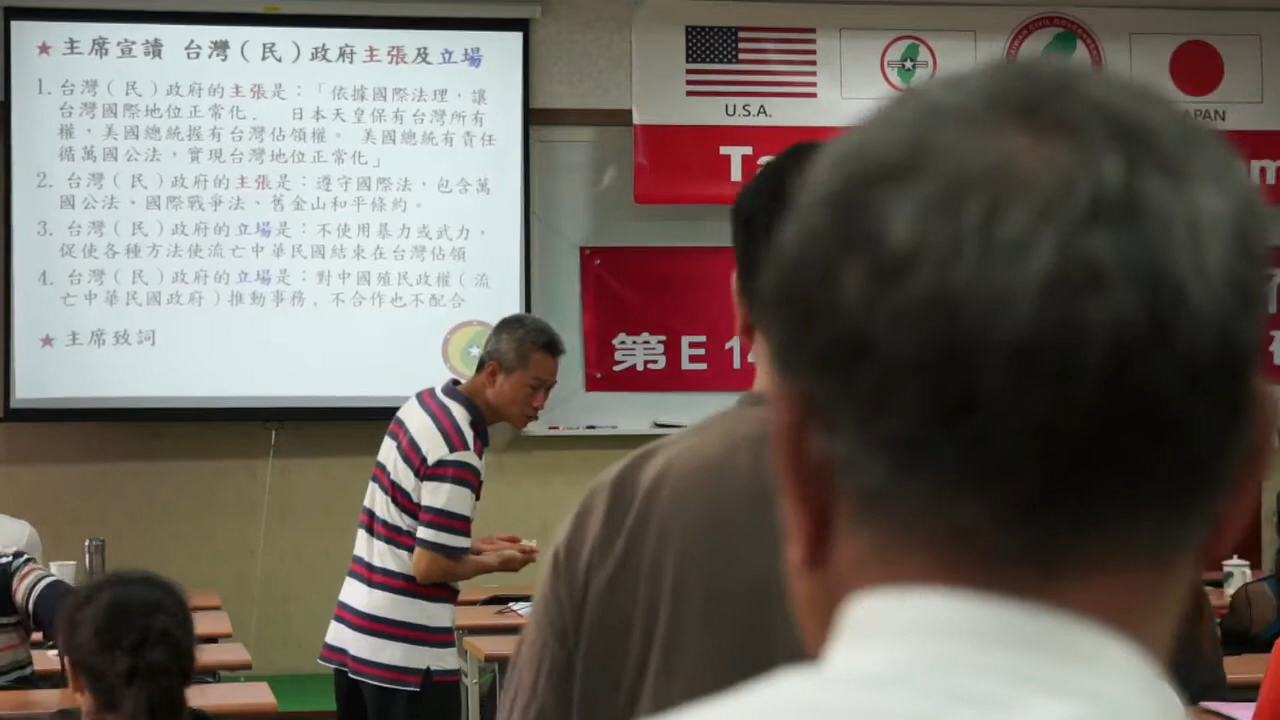 ★ 主席宣讀 台灣(民)政府主張及立場
1. 台灣(民)政府的主張是:「依據國際法理,讓
台灣國際地位正常化. 日本天皇保有台灣所有
權,美國總統握有台灣佔領權。 美國總統有責任
循萬國公法,實現台灣地位正常化」
2. 台灣(民)政府的主張是:遵守國際法,包含萬
國公法、國際戰爭法、舊金山和平條約。
3. 台灣(民)政府的立場是:不使用暴力或武力,
促使各種方法使流亡中華民國結束在台灣佔領
4. 台灣(民)政府的立場是:對中國殖民政權(流
亡中華民國政府)推動事務,不合作也不配合
★ 主席致詞
U.S.A.
TAIWAN CIVIL GOVERNMENT
APAN
Ta
第E 14